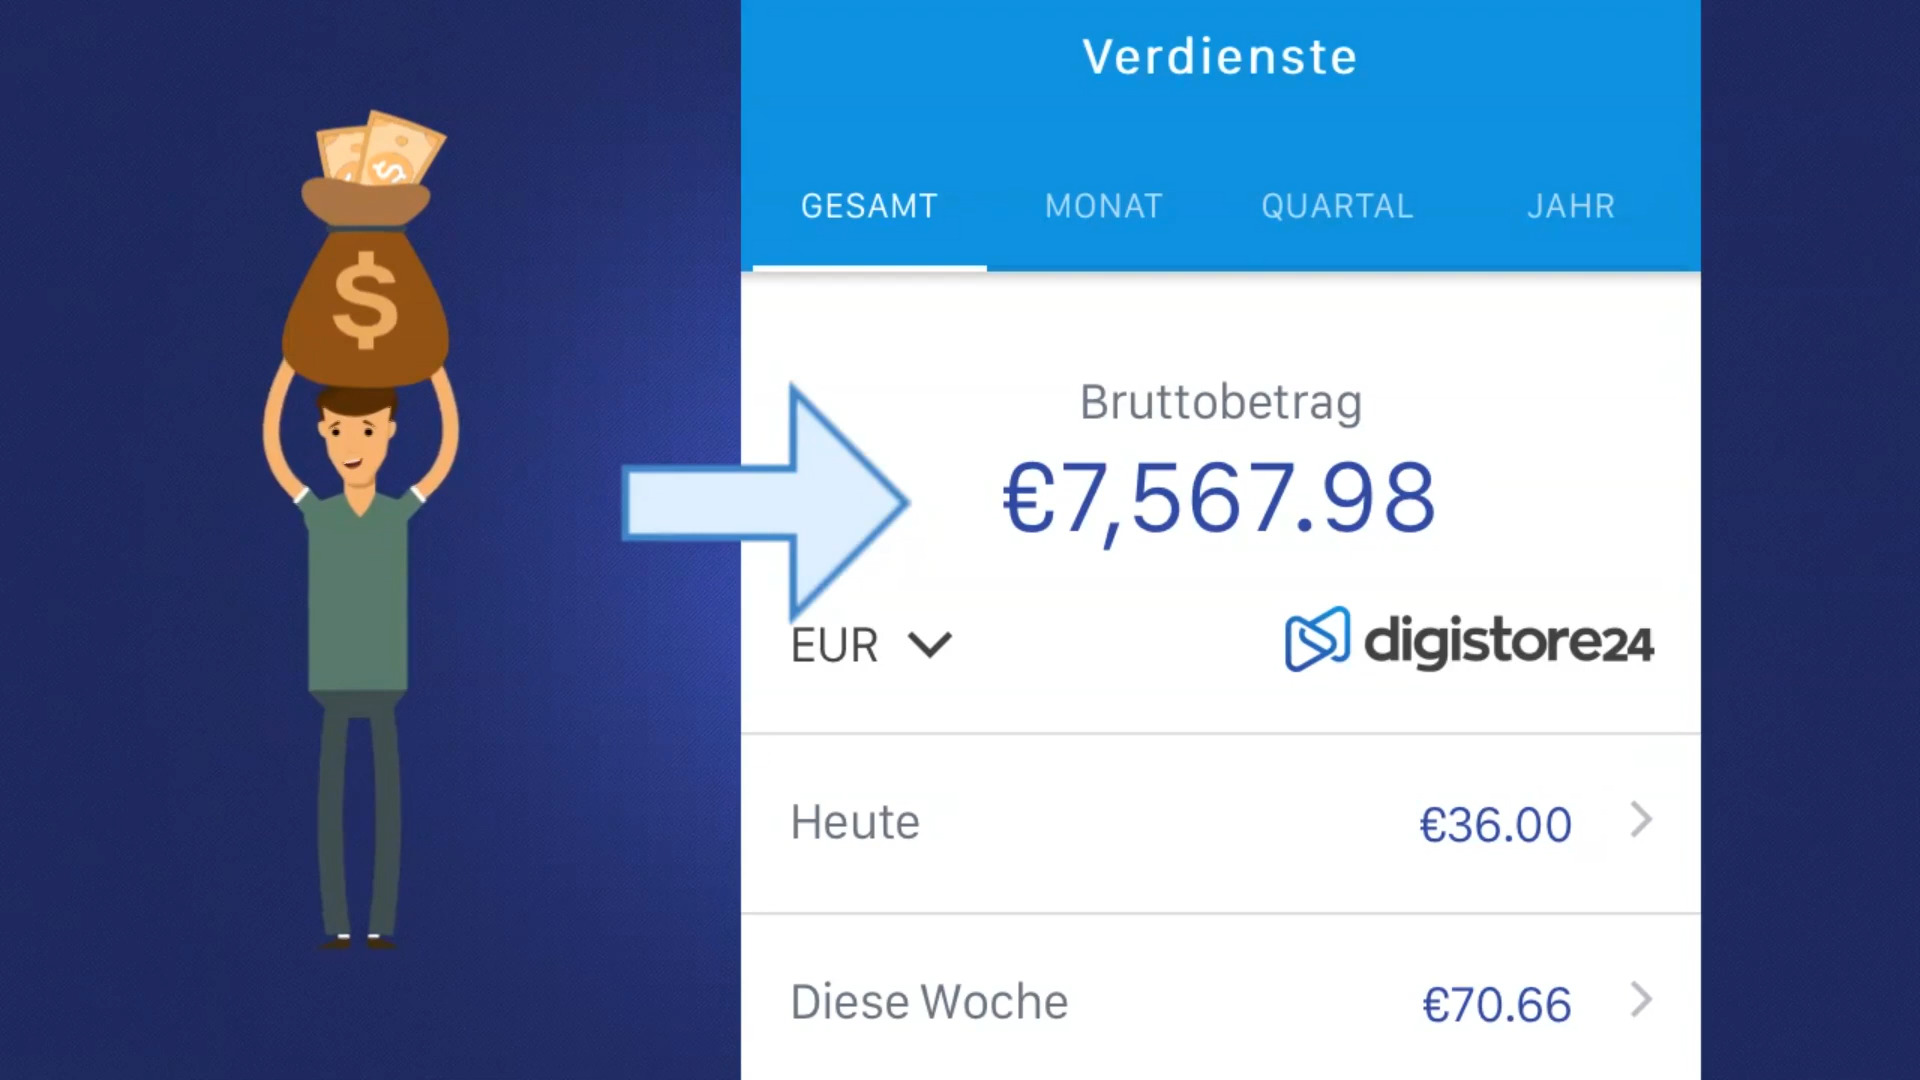 $
$
Verdienste
GESAMT MONAT QUARTAL JAHR
Bruttobetrag
€7,567.98
EUR
digistore24
Heute €36.00
Diese Woche €70.66